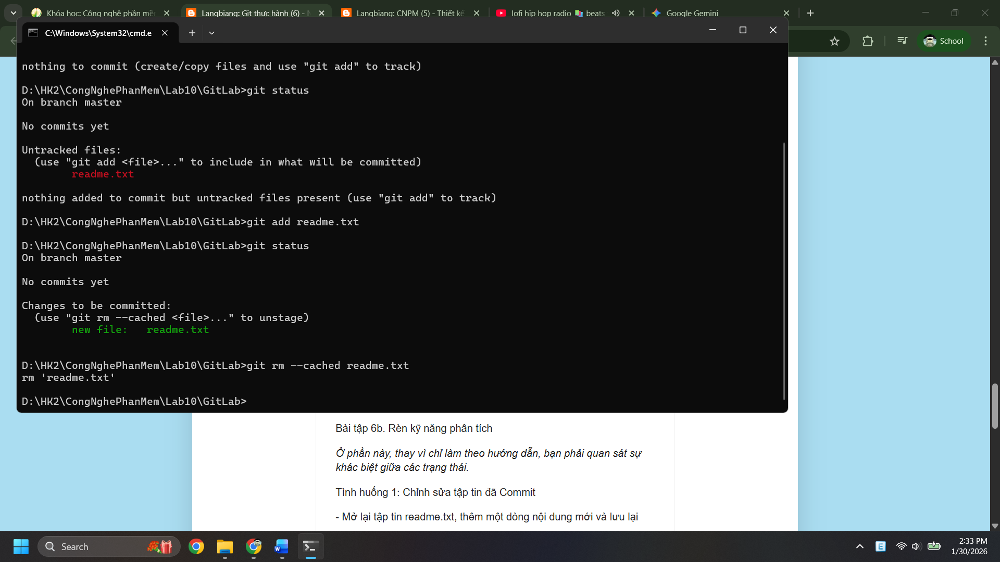 Khóa học: Công nghệ phần mề
Langbiang: Git thực hành (6) - N
Langbiang: CNPM (5) - Thiết kế
lofi hip hop radio 📚 beats
Google Gemini
C:\Windows\System32\cmd.e
School
nothing to commit (create/copy files and use "git add" to track)
D:\HK2\CongNghePhanMem\Lab10\GitLab>git status
On branch master
No commits yet
Untracked files:
(use "git add <file>..." to include in what will be committed)
readme.txt
nothing added to commit but untracked files present (use "git add" to track)
D:\HK2\CongNghePhanMem\Lab10\GitLab>git add readme.txt
D:\HK2\CongNghePhanMem\Lab10\GitLab>git status
On branch master
No commits yet
Changes to be committed:
(use "git rm --cached <file>..." to unstage)
new file:   readme.txt
D:\HK2\CongNghePhanMem\Lab10\GitLab>git rm --cached readme.txt
rm 'readme.txt'
D:\HK2\CongNghePhanMem\Lab10\GitLab>
Bài tập 6b. Rèn kỹ năng phân tích
Ở phần này, thay vì chỉ làm theo hướng dẫn, bạn phải quan sát sự
khác biệt giữa các trạng thái.
Tình huống 1: Chỉnh sửa tập tin đã Commit
- Mở lại tập tin readme.txt, thêm một dòng nội dung mới và lưu lại
Search
2:33 PM
1/30/2026